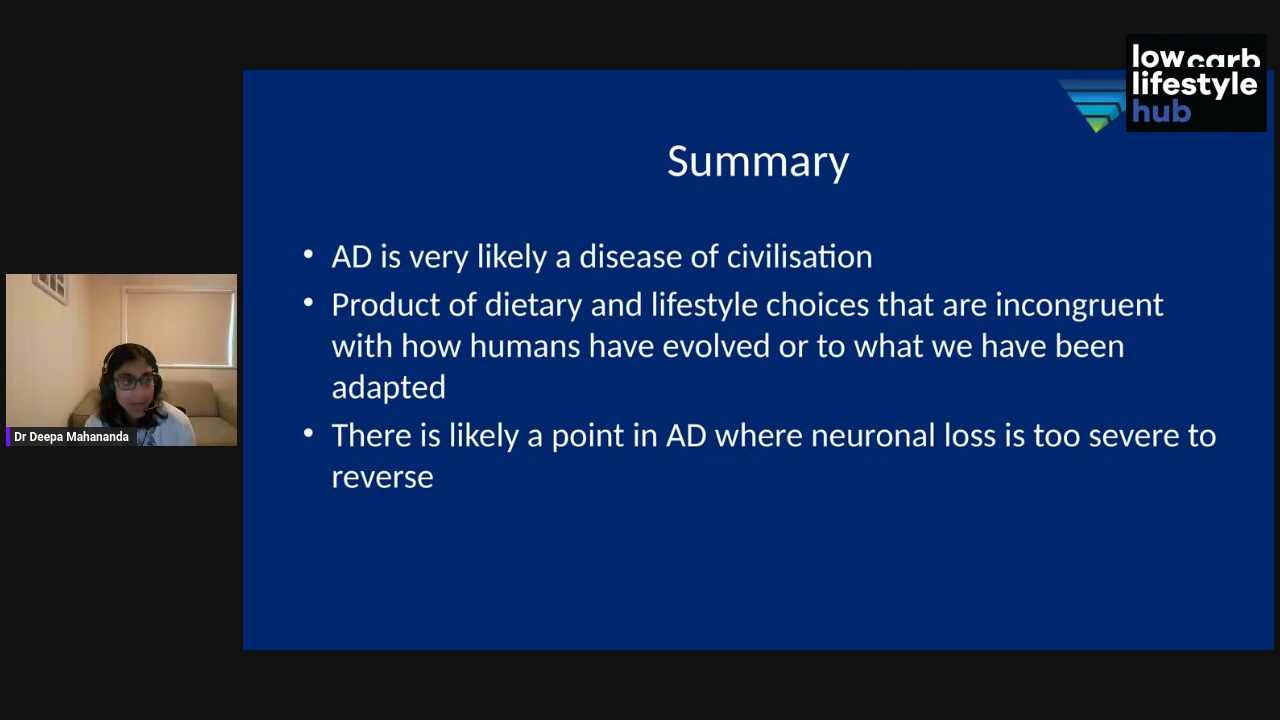 low carb
lifestyle
hub
Summary
• AD is very likely a disease of civilisation
• Product of dietary and lifestyle choices that are incongruent
with how humans have evolved or to what we have been
adapted
• There is likely a point in AD where neuronal loss is too severe to
reverse
Dr Deepa Mahananda